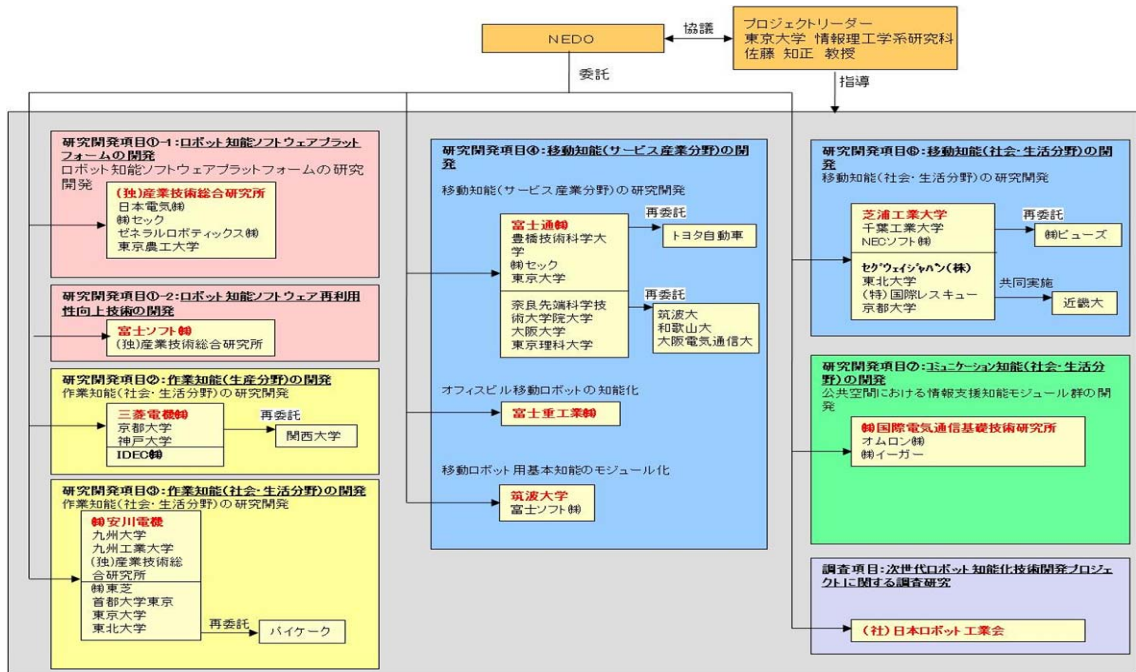 NEDO
協議
プロジェクトリーダー
東京大学 情報理工学系研究科
佐藤 知正 教授
委託
指導
研究開発項目①-1:ロボット知能ソフトウェアプラット
フォームの開発
ロボット知能ソフトウェアプラットフォームの研究
開発
(独)産業技術総合研究所
日本電気㈱
㈱セック
ゼネラルロボティックス㈱
東京農工大学
研究開発項目①-2:ロボット知能ソフトウェア再利用
性向上技術の開発
富士ソフト㈱
(独)産業技術総合研究所
研究開発項目②:作業知能(生産分野)の開発
作業知能(社会・生活分野)の研究開発
三菱電機㈱
京都大学
神戸大学
IDEC㈱
再委託
関西大学
研究開発項目③:作業知能(社会・生活分野)の開発
作業知能(社会・生活分野)の研究開発
㈱安川電機
九州大学
九州工業大学
(独)産業技術総
合研究所
㈱東芝
首都大学東京
東京大学
東北大学
再委託
バイケーク
研究開発項目④:移動知能(サービス産業分野)の開
発
移動知能(サービス産業分野)の研究開発
富士通㈱
豊橋技術科学大
学
㈱セック
東京大学
再委託
トヨタ自動車
奈良先端科学技
術大学院大学
大阪大学
東京理科大学
再委託
筑波大
和歌山大
大阪電気通信大
オフィスビル移動ロボットの知能化
富士重工業㈱
移動ロボット用基本知能のモジュール化
筑波大学
富士ソフト㈱
研究開発項目⑥:移動知能(社会・生活分野)の開
発
移動知能(社会・生活分野)の研究開発
芝浦工業大学
千葉工業大学
NECソフト㈱
再委託
㈱ビューズ
セグウェイジャパン(株)
東北大学
(特)国際レスキュー
京都大学
共同実施
近畿大
研究開発項目⑦:コミュニケーション知能(社会・生活分
野)の開発
公共空間における情報支援知能モジュール群の開
発
㈱国際電気通信基礎技術研究所
オムロン㈱
㈱イーガー
調査項目:次世代ロボット知能化技術開発プロジェ
クトに関する調査研究
(社)日本ロボット工業会